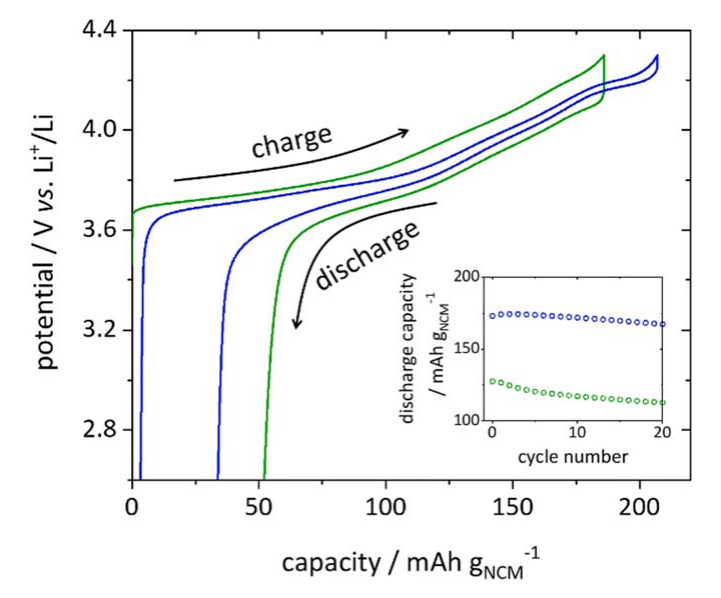 4.4
4.0
3.6
3.2
2.8
potential / V vs. Li⁺/Li
charge
discharge
200
150
100
discharge capacity
/ mAh gNCM⁻¹
0 10 20
cycle number
0 50 100 150 200
capacity / mAh gNCM⁻¹